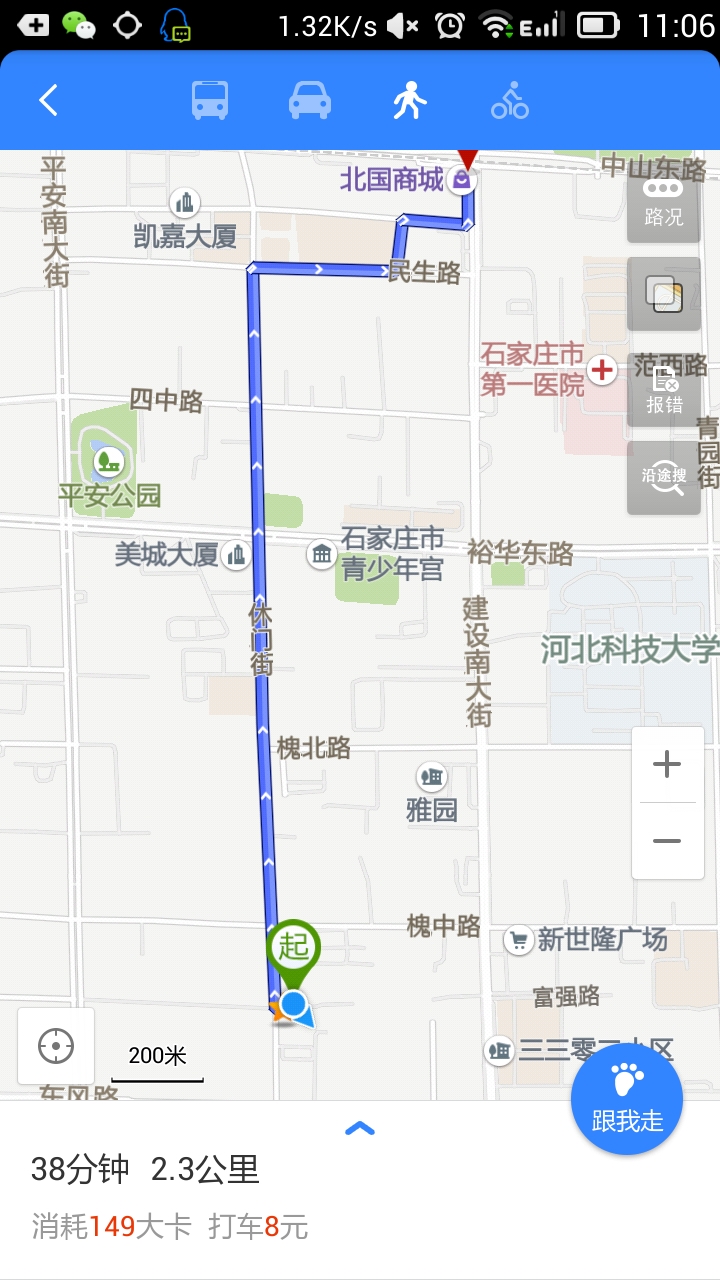 1.32K/s
E
11:06
中山东路
平安南大街
北国商城
路况
凯嘉大厦
民生路
石家庄市
第一医院
范西路
报错
四中路
青园街
沿途搜
平安公园
石家庄市
青少年宫
美城大厦
裕华东路
休门街
建设南大街
河北科技大学
槐北路
雅园
槐中路
新世隆广场
起
富强路
200米
东风路
跟我走
38分钟 2.3公里
消耗149大卡 打车8元